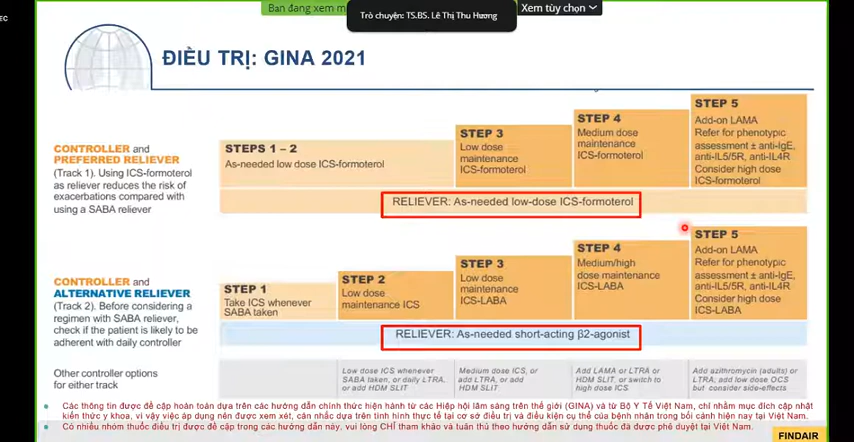 EC
Bạn đang xem m
Trò chuyện: TS.BS. Lê Thị Thu Hương
Xem tùy chọn
ĐIỀU TRỊ: GINA 2021
CONTROLLER and
PREFERRED RELIEVER
(Track 1). Using ICS-formoterol
as reliever reduces the risk of
exacerbations compared with
using a SABA reliever
STEPS 1 – 2
As-needed low dose ICS-formoterol
STEP 3
Low dose
maintenance
ICS-formoterol
STEP 4
Medium dose
maintenance
ICS-formoterol
STEP 5
Add-on LAMA
Refer for phenotypic
assessment ± anti-IgE,
anti-IL5/5R, anti-IL4R
Consider high dose
ICS-formoterol
RELIEVER: As-needed low-dose ICS-formoterol
CONTROLLER and
ALTERNATIVE RELIEVER
(Track 2). Before considering a
regimen with SABA reliever,
check if the patient is likely to be
adherent with daily controller
STEP 1
Take ICS whenever
SABA taken
STEP 2
Low dose
maintenance ICS
STEP 3
Low dose
maintenance
ICS-LABA
STEP 4
Medium/high
dose maintenance
ICS-LABA
STEP 5
Add-on LAMA
Refer for phenotypic
assessment ± anti-IgE,
anti-IL5/5R, anti-IL4R
Consider high dose
ICS-LABA
RELIEVER: As-needed short-acting β2-agonist
Other controller options
for either track
Low dose ICS whenever
SABA taken, or daily LTRA,
or add HDM SLIT
Medium dose ICS, or
add LTRA, or add
HDM SLIT
Add LAMA or LTRA or
HDM SLIT, or switch to
high dose ICS
Add azithromycin (adults) or
LTRA; add low dose OCS
but consider side-effects
Các thông tin được đề cập hoàn toàn dựa trên các hướng dẫn chính thức hiện hành từ các Hiệp hội lâm sàng trên thế giới (GINA) và từ Bộ Y Tế Việt Nam, chỉ nhằm mục đích cập nhật
kiến thức y khoa, vì vậy việc áp dụng nên được xem xét, cân nhắc dựa trên tình hình thực tế tại cơ sở điều trị và điều kiện cụ thể của bệnh nhân trong bối cảnh hiện nay tại Việt Nam.
Có nhiều nhóm thuốc điều trị được đề cập trong các hướng dẫn này, vui lòng CHỈ tham khảo và tuân thủ theo hướng dẫn sử dụng thuốc đã được phê duyệt tại Việt Nam.
FINDAIR